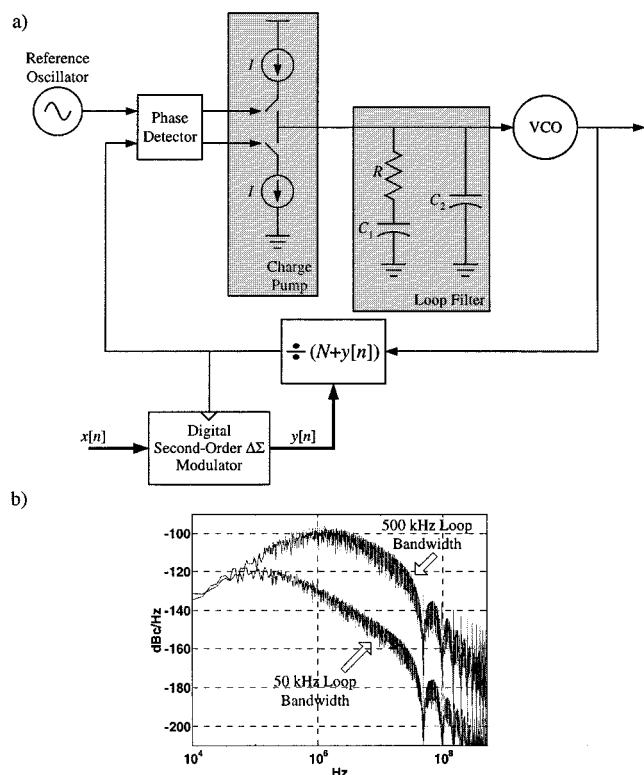 a)
Reference
Oscillator
Phase
Detector
I
I
Charge
Pump
R
C1
C2
Loop Filter
VCO
÷ (N+y[n])
x[n]
Digital
Second-Order ΔΣ
Modulator
y[n]
b)
dBc/Hz
-100
-120
-140
-160
-180
-200
500 kHz Loop
Bandwidth
50 kHz Loop
Bandwidth
10^4
10^6
10^8
Hz